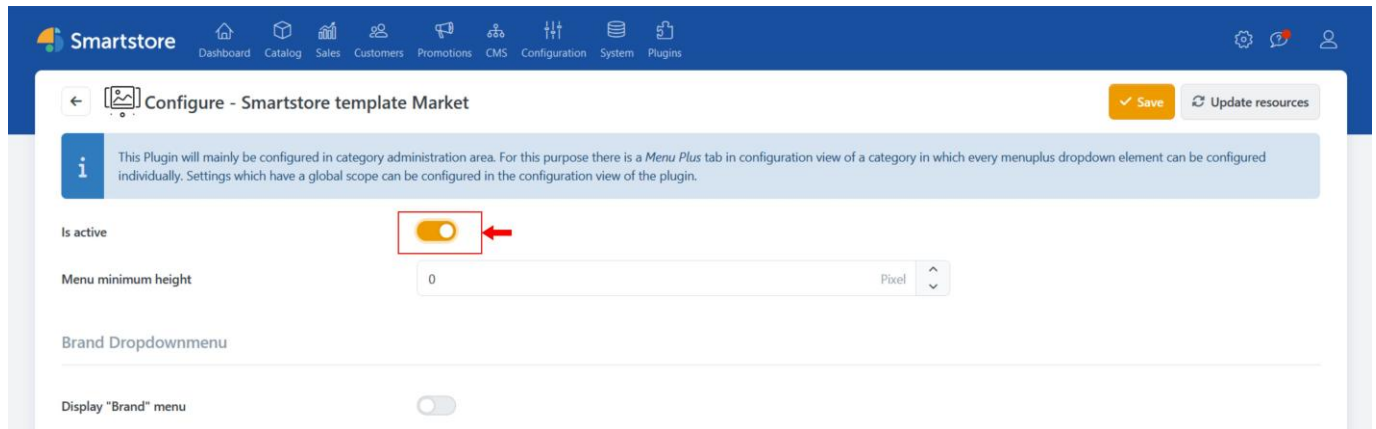 Smartstore
Dashboard Catalog Sales Customers Promotions CMS Configuration System Plugins
Configure - Smartstore template Market
Save
Update resources
This Plugin will mainly be configured in category administration area. For this purpose there is a Menu Plus tab in configuration view of a category in which every menuplus dropdown element can be configured
individually. Settings which have a global scope can be configured in the configuration view of the plugin.
Is active
Menu minimum height
0 Pixel
Brand Dropdownmenu
Display "Brand" menu